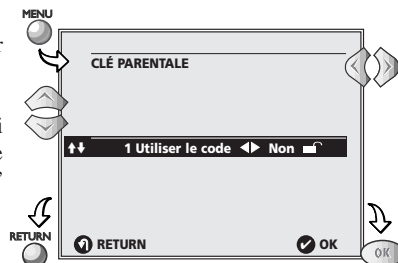 MENU
CLÉ PARENTALE
1 Utiliser le code Non
RETURN
RETURN OK
OK